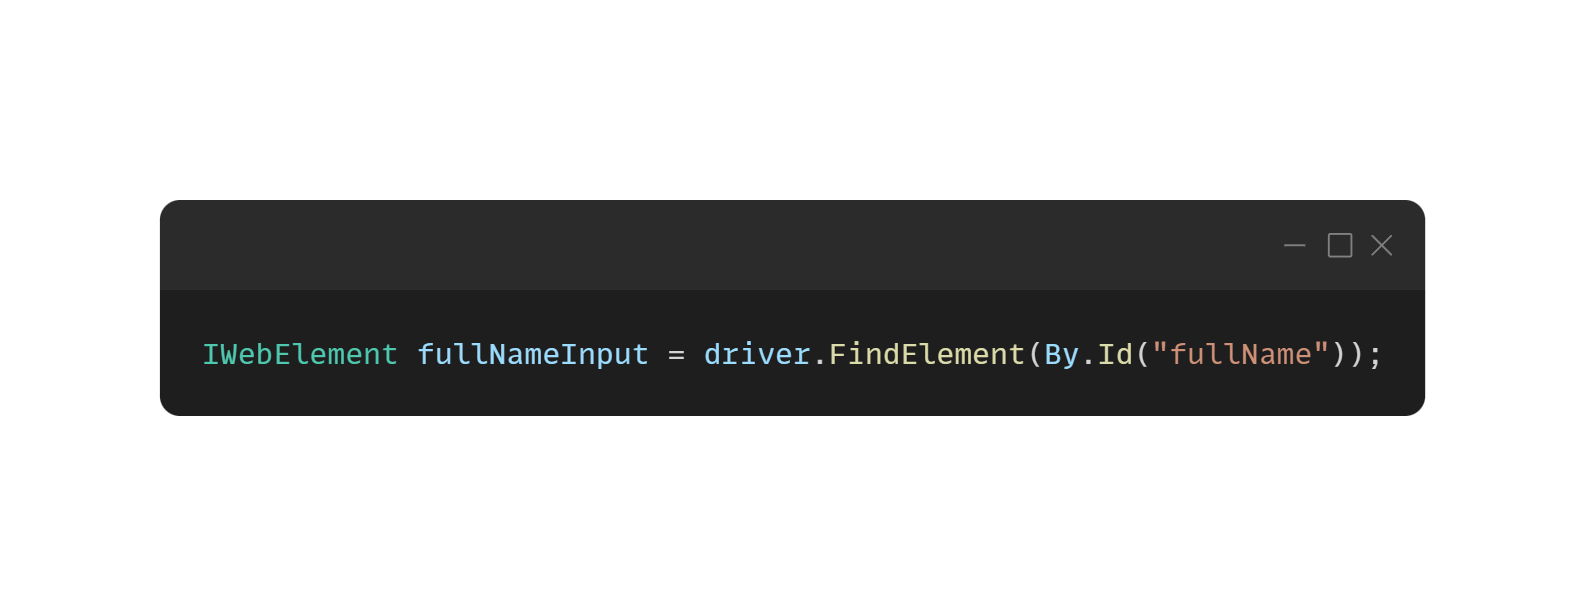 IWebElement fullNameInput = driver.FindElement(By.Id("fullName"));